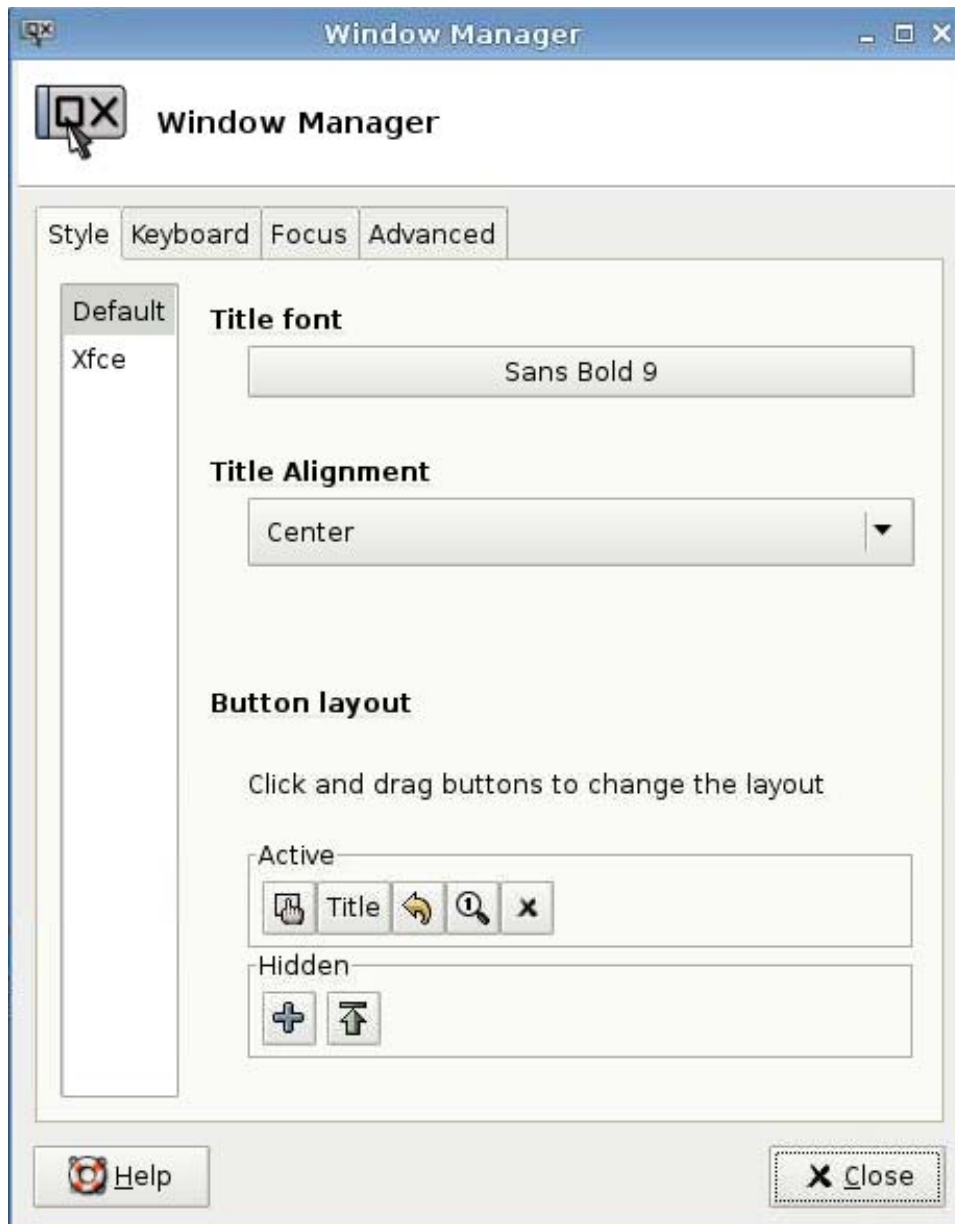 Window Manager
Window Manager
Style Keyboard Focus Advanced
Default
Xfce
Title font
Sans Bold 9
Title Alignment
Center
Button layout
Click and drag buttons to change the layout
Active
Title
Hidden
Help
Close